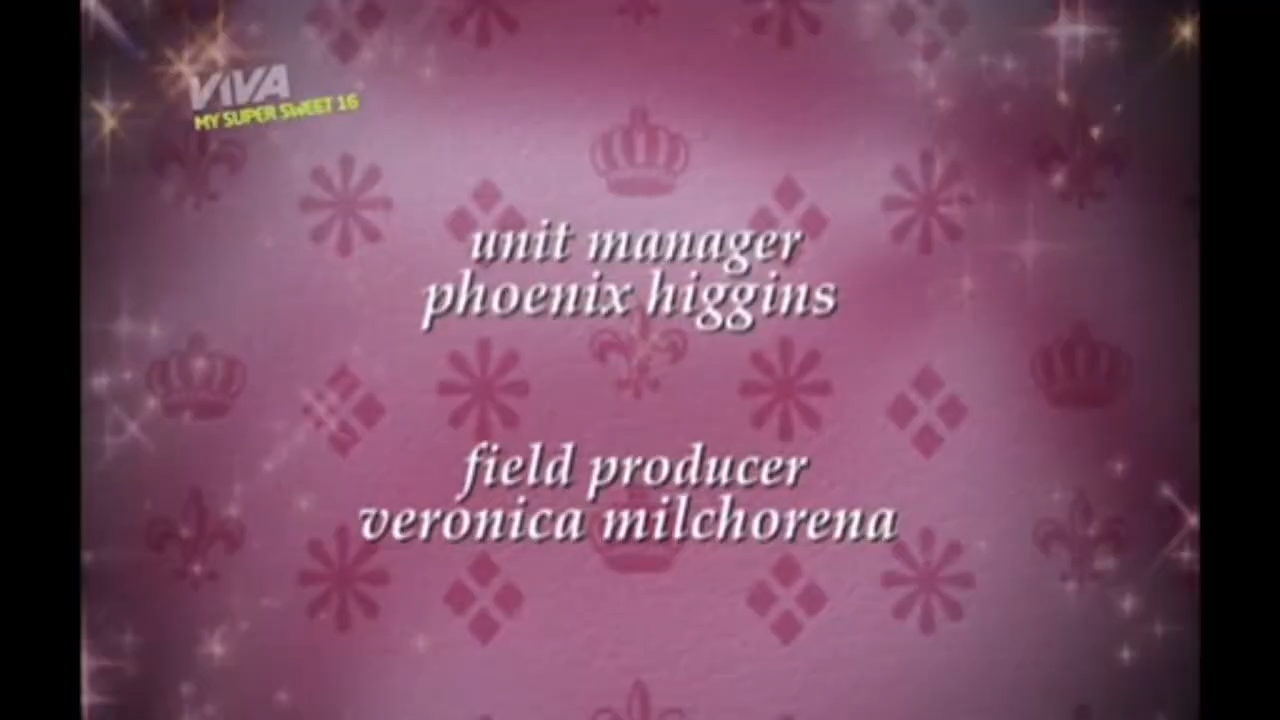 VIVA
MY SUPER SWEET 16
unit manager
phoenix higgins
field producer
veronica milchorena